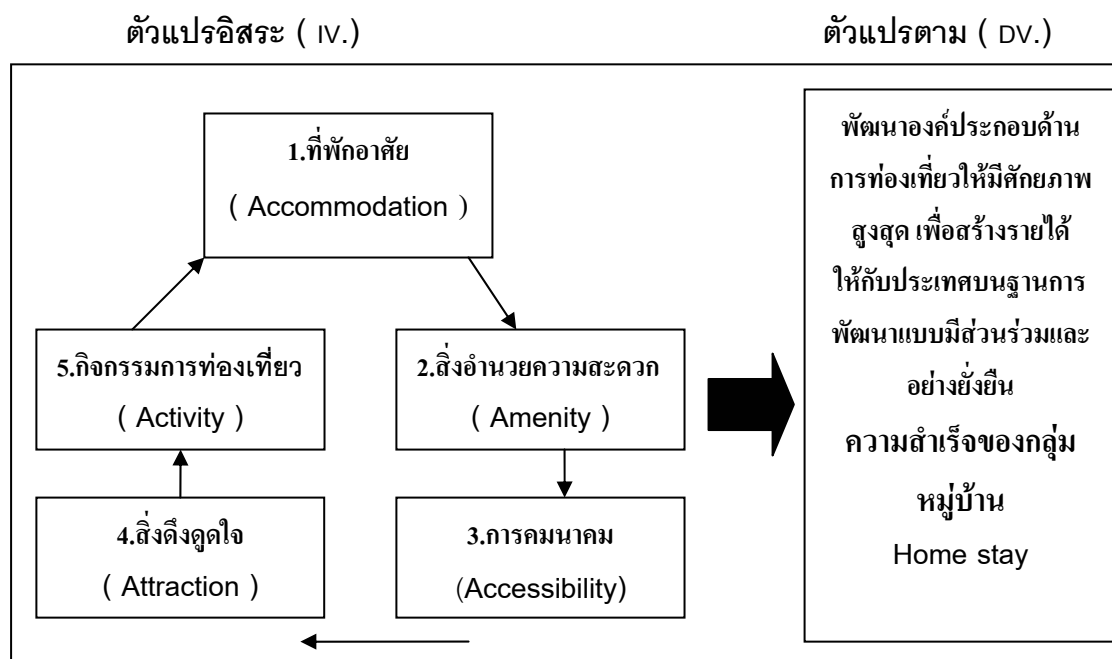 ตัวแปรอิสระ ( IV.)
ตัวแปรตาม ( DV.)
1.ที่พักอาศัย
( Accommodation )
5.กิจกรรมการท่องเที่ยว
( Activity )
2.สิ่งอำนวยความสะดวก
( Amenity )
4.สิ่งดึงดูดใจ
( Attraction )
3.การคมนาคม
(Accessibility)
พัฒนาองค์ประกอบด้าน
การท่องเที่ยวให้มีศักยภาพ
สูงสุด เพื่อสร้างรายได้
ให้กับประเทศบนฐานการ
พัฒนาแบบมีส่วนร่วมและ
อย่างยั่งยืน
ความสำเร็จของกลุ่ม
หมู่บ้าน
Home stay